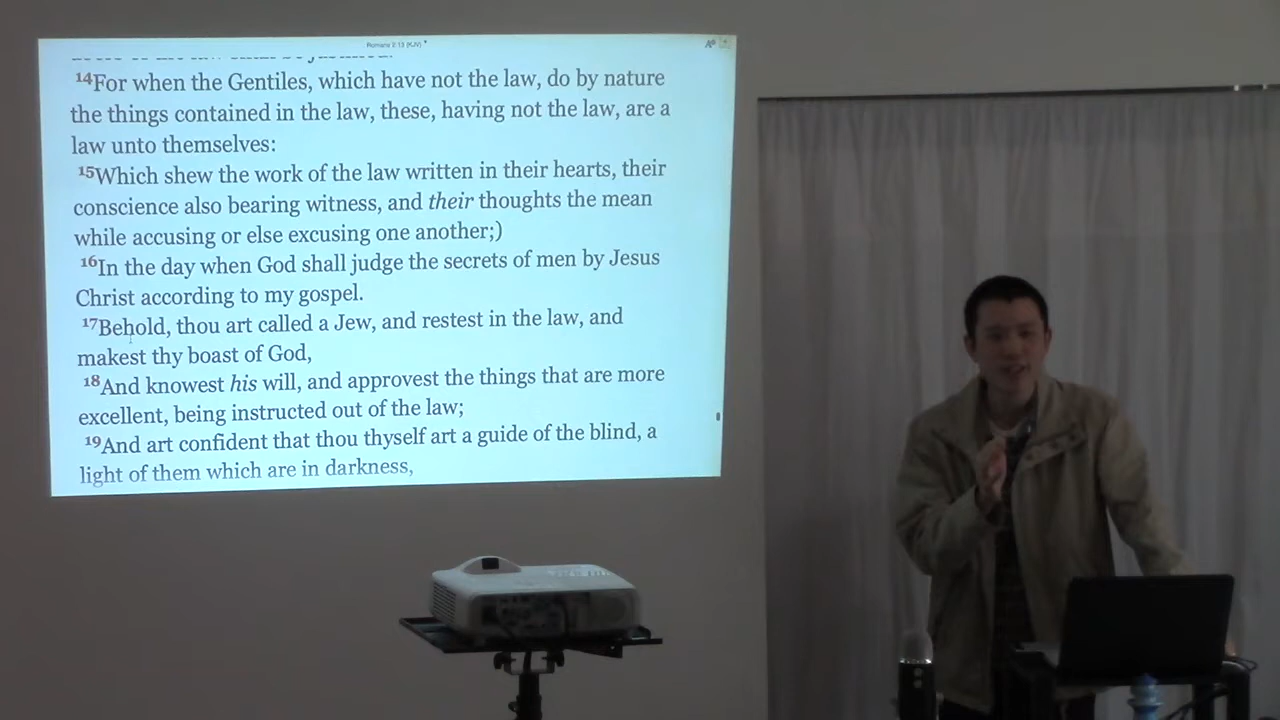 Romans 2:13 (KJV)
14For when the Gentiles, which have not the law, do by nature
the things contained in the law, these, having not the law, are a
law unto themselves:
15Which shew the work of the law written in their hearts, their
conscience also bearing witness, and their thoughts the mean
while accusing or else excusing one another;)
16In the day when God shall judge the secrets of men by Jesus
Christ according to my gospel.
17Behold, thou art called a Jew, and restest in the law, and
makest thy boast of God,
18And knowest his will, and approvest the things that are more
excellent, being instructed out of the law;
19And art confident that thou thyself art a guide of the blind, a
light of them which are in darkness,